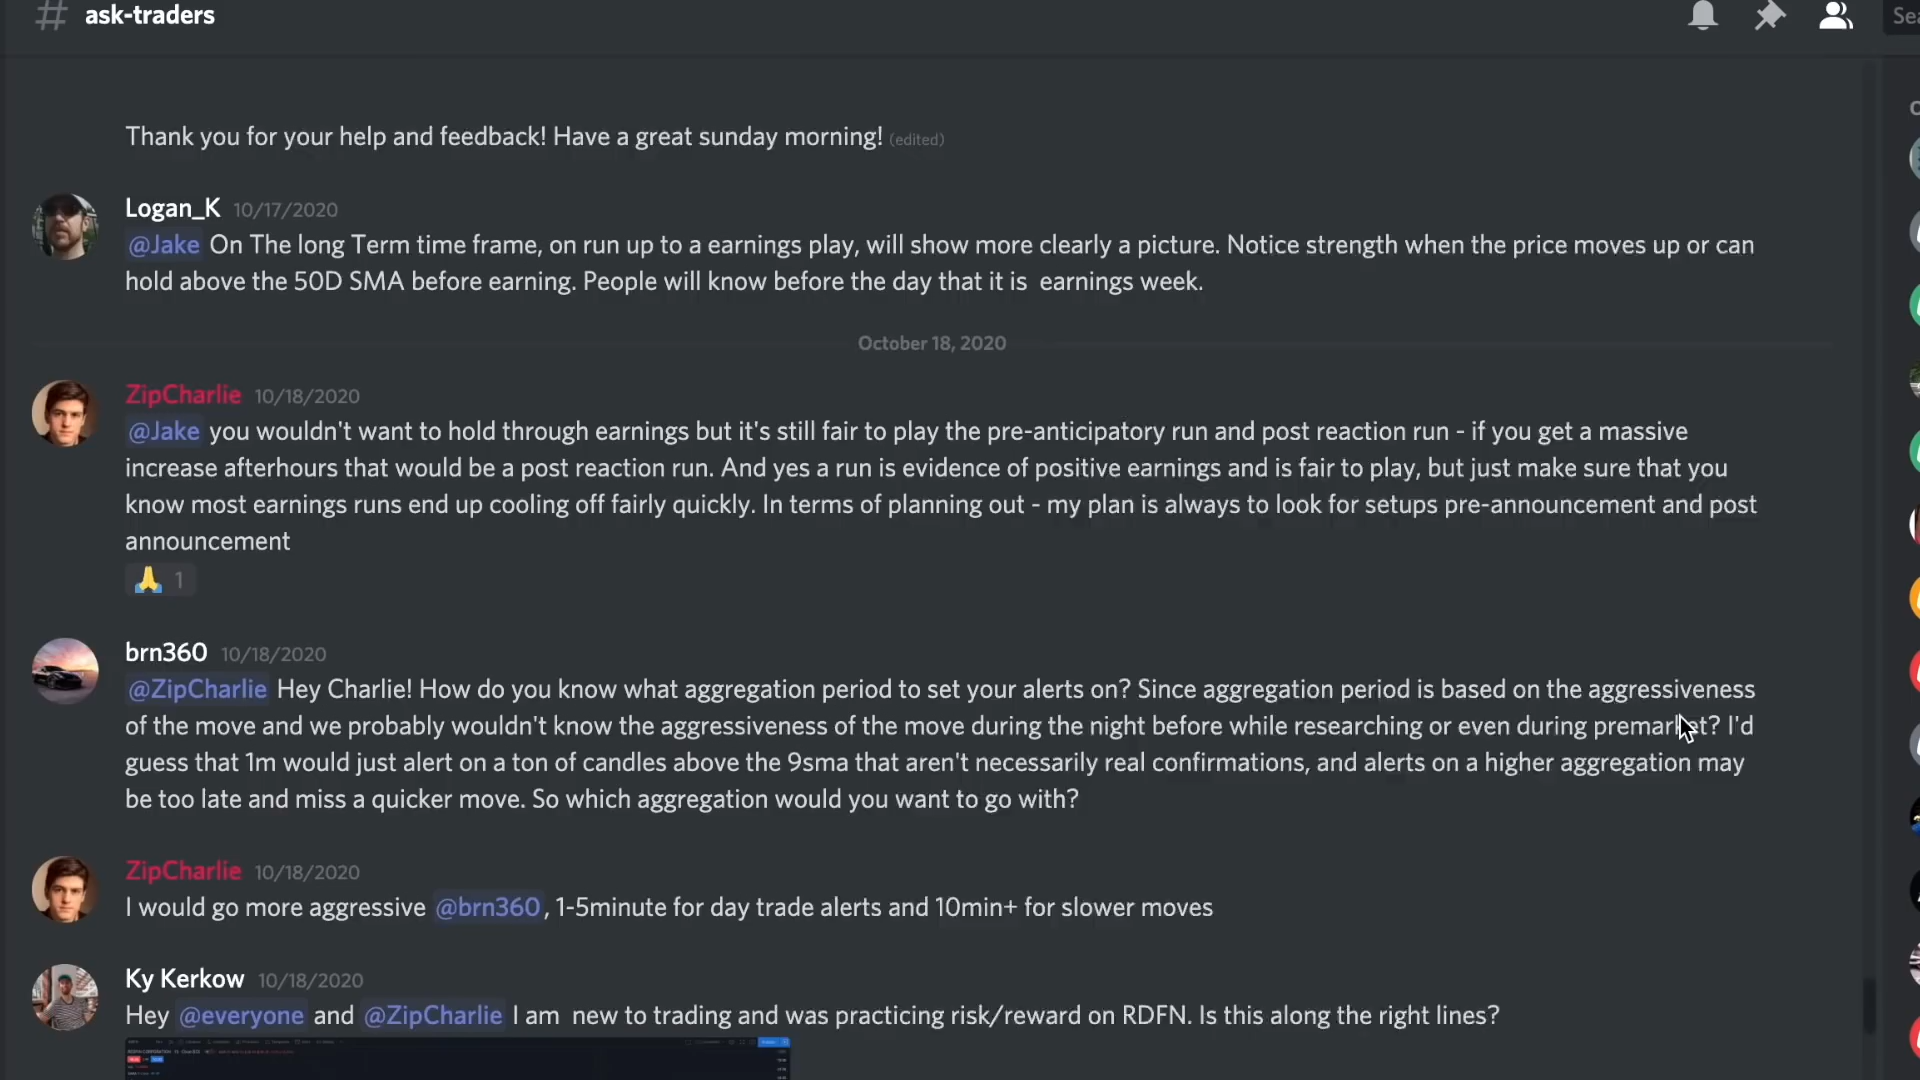 # ask-traders
Sea
Thank you for your help and feedback! Have a great sunday morning! (edited)
Logan_K 10/17/2020
@Jake On The long Term time frame, on run up to a earnings play, will show more clearly a picture. Notice strength when the price moves up or can
hold above the 50D SMA before earning. People will know before the day that it is earnings week.
October 18, 2020
ZipCharlie 10/18/2020
@Jake you wouldn't want to hold through earnings but it's still fair to play the pre-anticipatory run and post reaction run - if you get a massive
increase afterhours that would be a post reaction run. And yes a run is evidence of positive earnings and is fair to play, but just make sure that you
know most earnings runs end up cooling off fairly quickly. In terms of planning out - my plan is always to look for setups pre-announcement and post
announcement
🙏 1
brn360 10/18/2020
@ZipCharlie Hey Charlie! How do you know what aggregation period to set your alerts on? Since aggregation period is based on the aggressiveness
of the move and we probably wouldn't know the aggressiveness of the move during the night before while researching or even during premarket? I'd
guess that 1m would just alert on a ton of candles above the 9sma that aren't necessarily real confirmations, and alerts on a higher aggregation may
be too late and miss a quicker move. So which aggregation would you want to go with?
ZipCharlie 10/18/2020
I would go more aggressive @brn360, 1-5minute for day trade alerts and 10min+ for slower moves
Ky Kerkow 10/18/2020
Hey @everyone and @ZipCharlie I am new to trading and was practicing risk/reward on RDFN. Is this along the right lines?